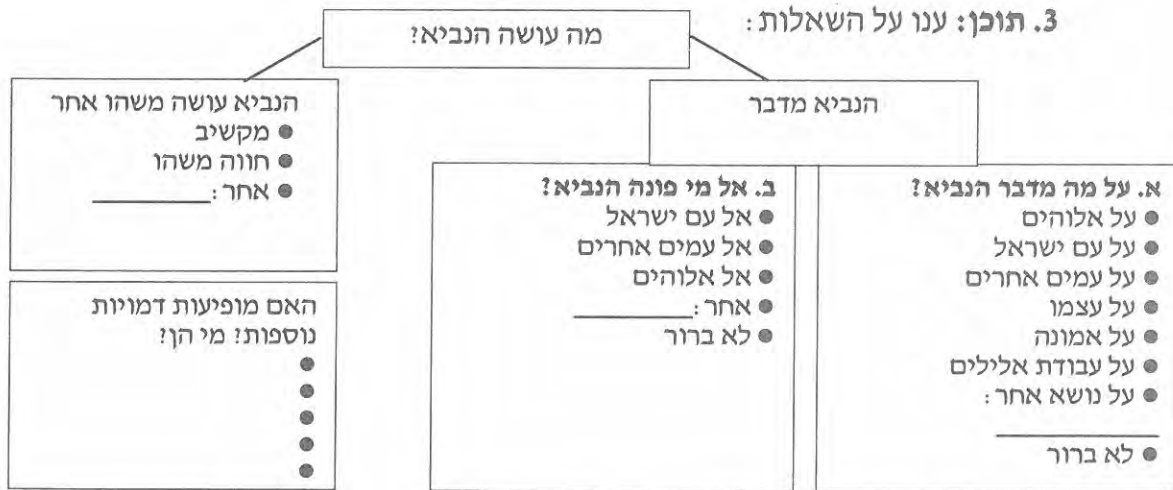 3. תוכן: ענו על השאלות:
מה עושה הנביא?
הנביא מדבר
א. על מה מדבר הנביא?
● על אלוהים
● על עם ישראל
● על עמים אחרים
● על עצמו
● על אמונה
● על עבודת אלילים
● על נושא אחר:
__________
● לא ברור
ב. אל מי פונה הנביא?
● אל עם ישראל
● אל עמים אחרים
● אל אלוהים
● אחר: __________
● לא ברור
הנביא עושה משהו אחר
● מקשיב
● חווה משהו
● אחר: __________
האם מופיעות דמויות
נוספות? מי הן?
●
●
●
●
●